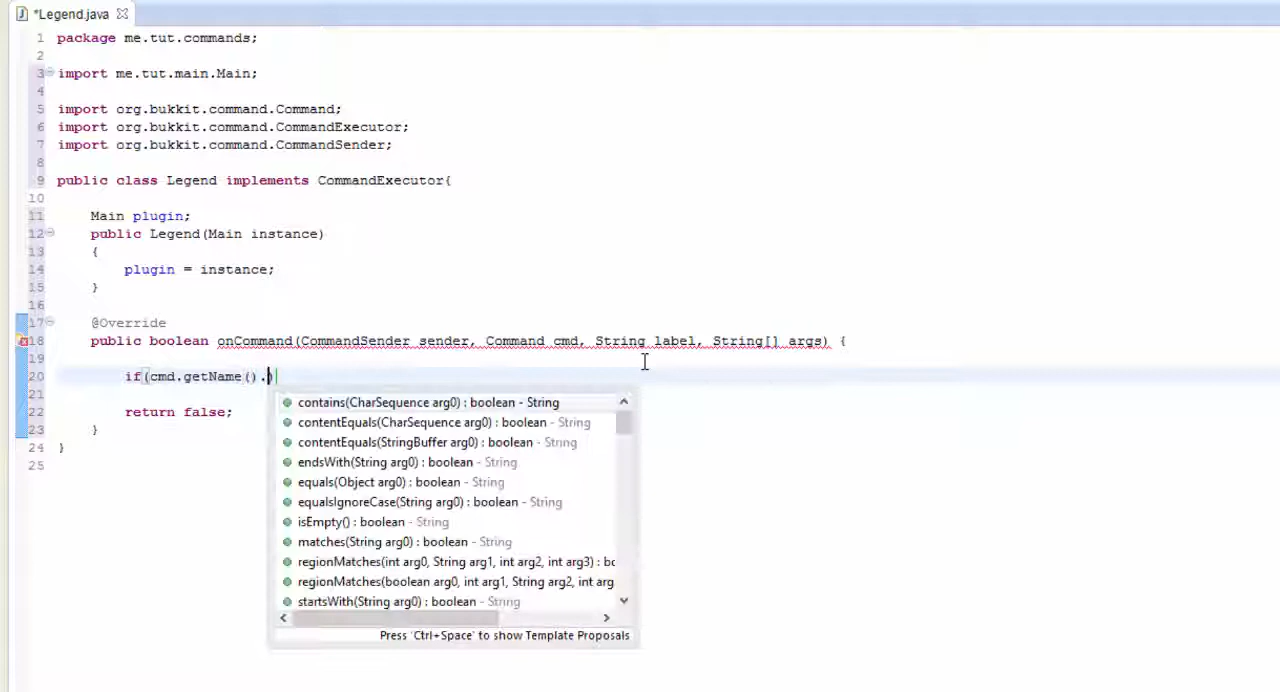 *Legend.java
1 package me.tut.commands;
2
3 import me.tut.main.Main;
4
5 import org.bukkit.command.Command;
6 import org.bukkit.command.CommandExecutor;
7 import org.bukkit.command.CommandSender;
8
9 public class Legend implements CommandExecutor{
10
11 Main plugin;
12 public Legend(Main instance)
13 {
14 plugin = instance;
15 }
16
17 @Override
18 public boolean onCommand(CommandSender sender, Command cmd, String label, String[] args) {
19
20 if(cmd.getName().)
21
22 return false;
23 }
24 }
25
contains(CharSequence arg0) : boolean - String
contentEquals(CharSequence arg0) : boolean - String
contentEquals(StringBuffer arg0) : boolean - String
endsWith(String arg0) : boolean - String
equals(Object arg0) : boolean - String
equalsIgnoreCase(String arg0) : boolean - String
isEmpty() : boolean - String
matches(String arg0) : boolean - String
regionMatches(int arg0, String arg1, int arg2, int arg3) : bo
regionMatches(boolean arg0, int arg1, String arg2, int arg
startsWith(String arg0) : boolean - String
Press 'Ctrl+Space' to show Template Proposals